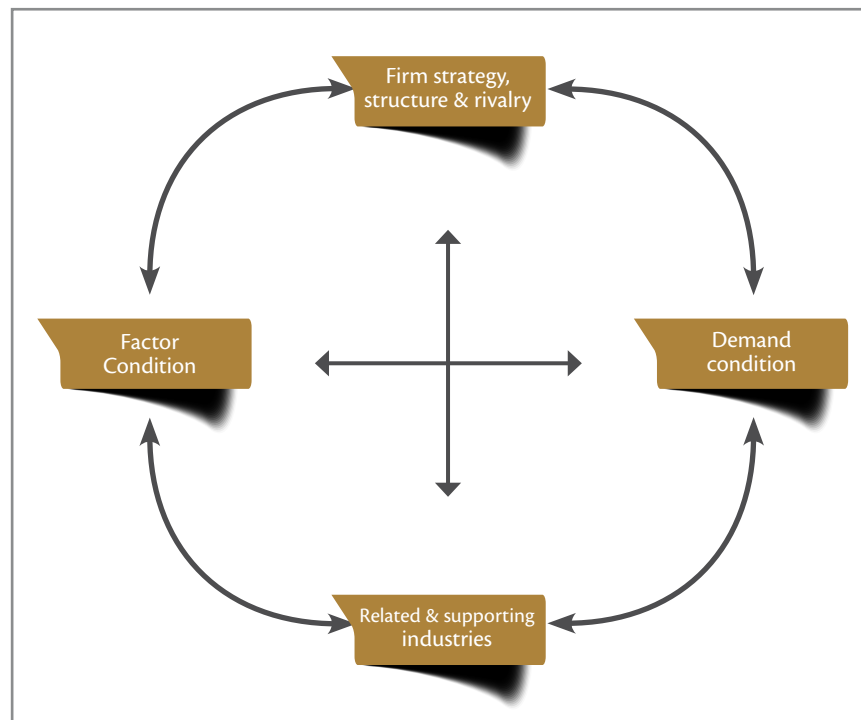 Firm strategy,
structure & rivalry
Factor
Condition
Demand
condition
Related & supporting
industries